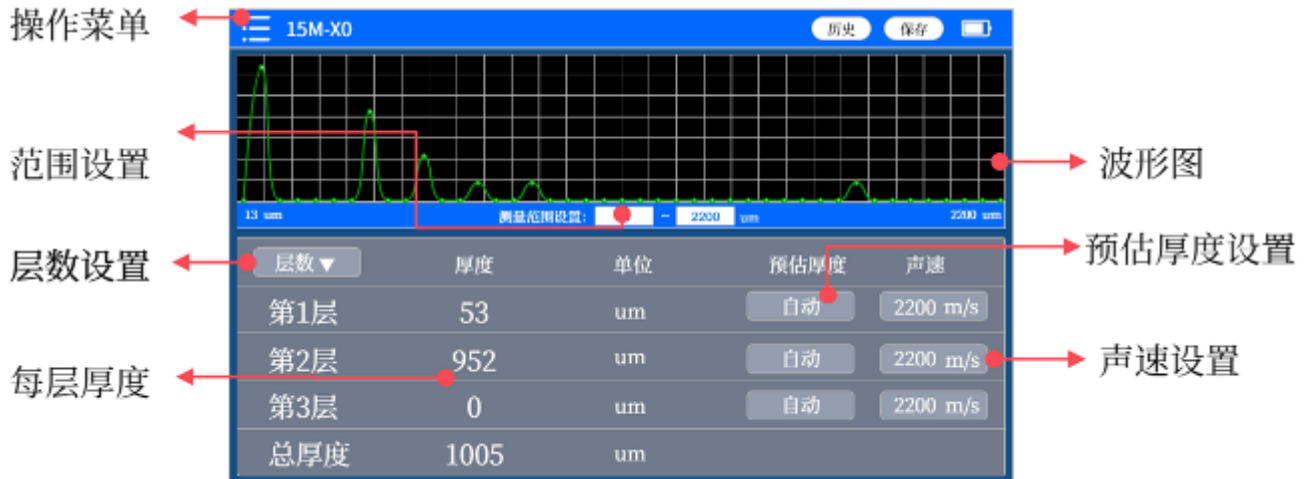 操作菜单
15M-X0
历史
保存
范围设置
波形图
13 um
测量范围设置:
– 2200 um
2200 um
层数设置
层数▼ 厚度 单位 预估厚度 声速
预估厚度设置
第1层 53 um 自动 2200 m/s
第2层 952 um 自动 2200 m/s
声速设置
每层厚度
第3层 0 um 自动 2200 m/s
总厚度 1005 um